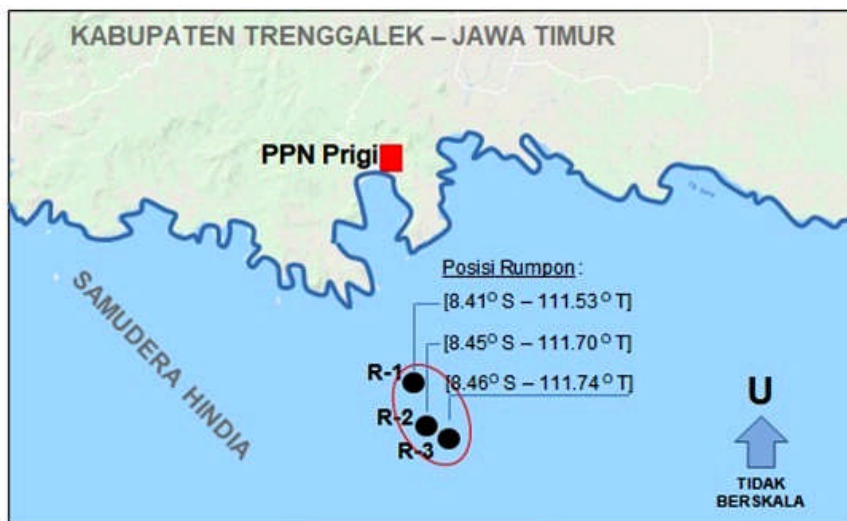 KABUPATEN TRENGGALEK – JAWA TIMUR
PPN Prigi
SAMUDERA HINDIA
Posisi Rumpon :
[8.41° S – 111.53° T]
[8.45° S – 111.70° T]
[8.46° S – 111.74° T]
R-1
R-2
R-3
U
TIDAK
BERSKALA